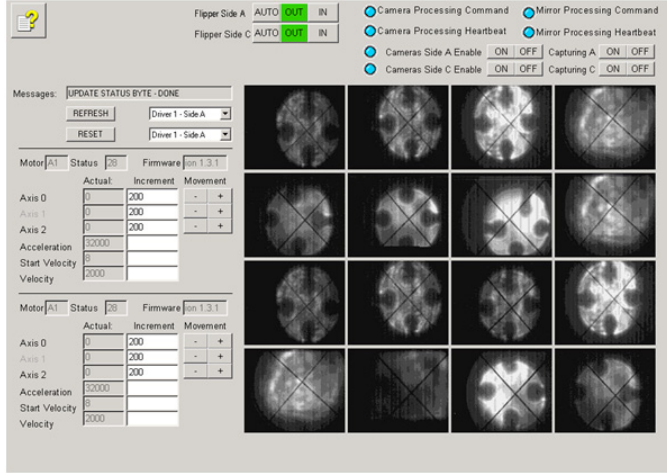 Flipper Side A AUTO OUT IN
Flipper Side C AUTO OUT IN
Camera Processing Command
Mirror Processing Command
Camera Processing Heartbeat
Mirror Processing Heartbeat
Cameras Side A Enable ON OFF Capturing A ON OFF
Cameras Side C Enable ON OFF Capturing C ON OFF
Messages: UPDATE STATUS BYTE - DONE
REFRESH Driver 1 - Side A
RESET Driver 1 - Side A
Motor A1 Status 28 Firmware ion 1.3.1
Actual: Increment Movement
Axis 0 0 200 - +
Axis 1 0 200 - +
Axis 2 0 200 - +
Acceleration 32000
Start Velocity 8
Velocity 2000
Motor A1 Status 28 Firmware ion 1.3.1
Actual: Increment Movement
Axis 0 0 200 - +
Axis 1 0 200 - +
Axis 2 0 200 - +
Acceleration 32000
Start Velocity 8
Velocity 2000